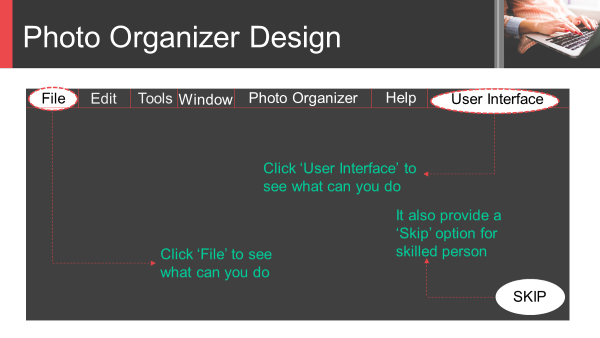 Photo Organizer Design
File Edit Tools Window Photo Organizer Help User Interface
Click ‘User Interface’ to
see what can you do
It also provide a
‘Skip’ option for
skilled person
Click ‘File’ to see
what can you do
SKIP